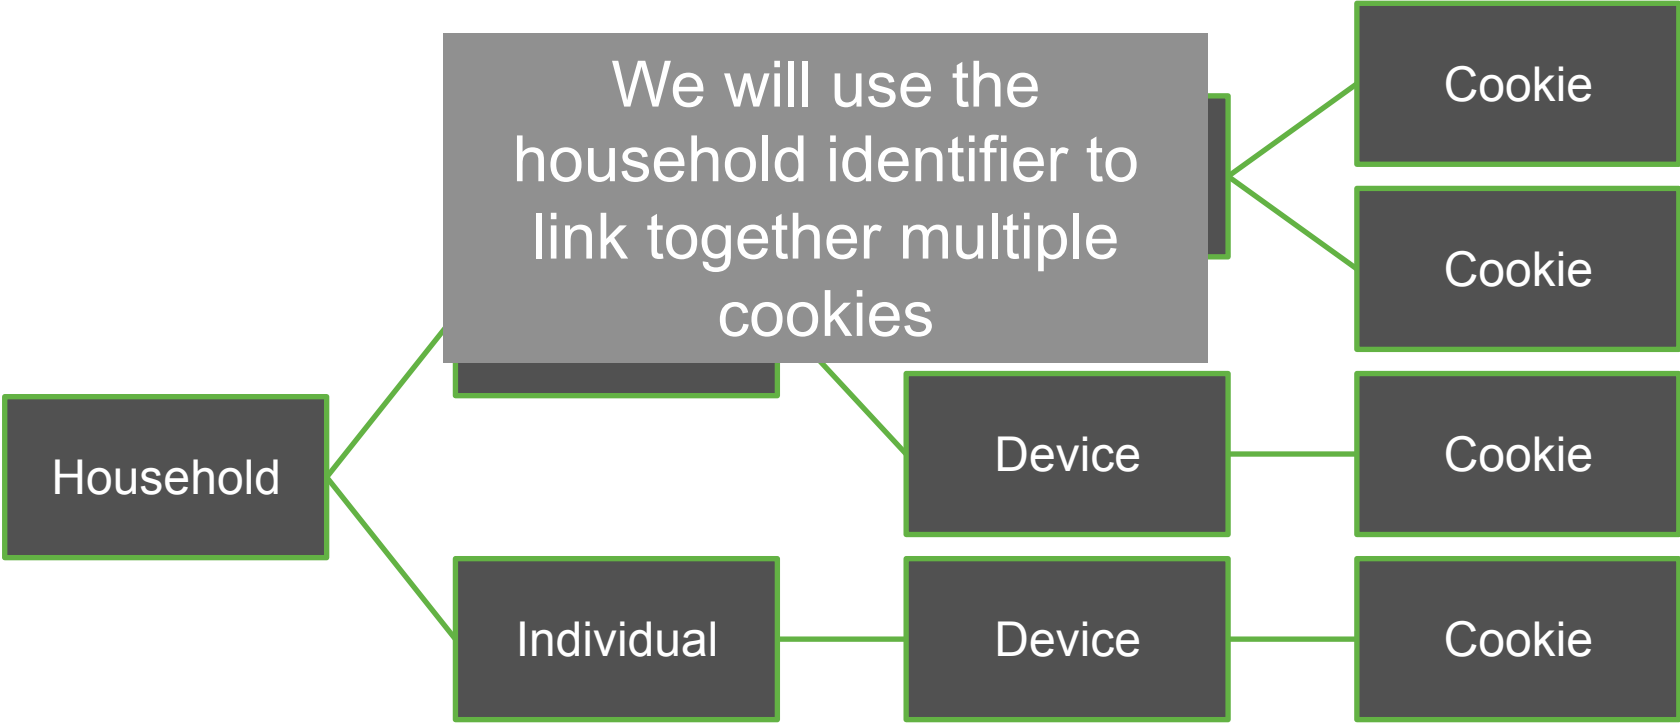 We will use the
household identifier to
link together multiple
cookies
Cookie
Cookie
Household
Device
Cookie
Individual
Device
Cookie